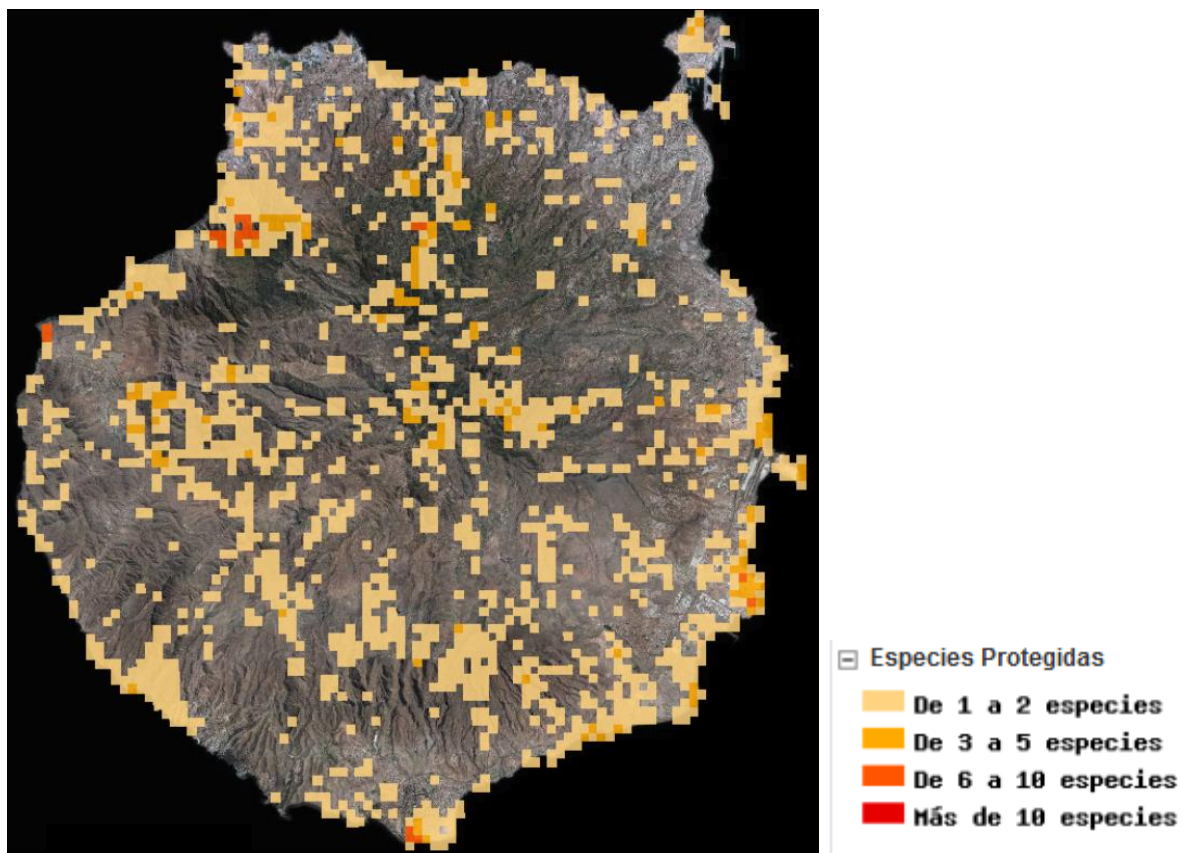 Especies Protegidas
De 1 a 2 especies
De 3 a 5 especies
De 6 a 10 especies
Más de 10 especies